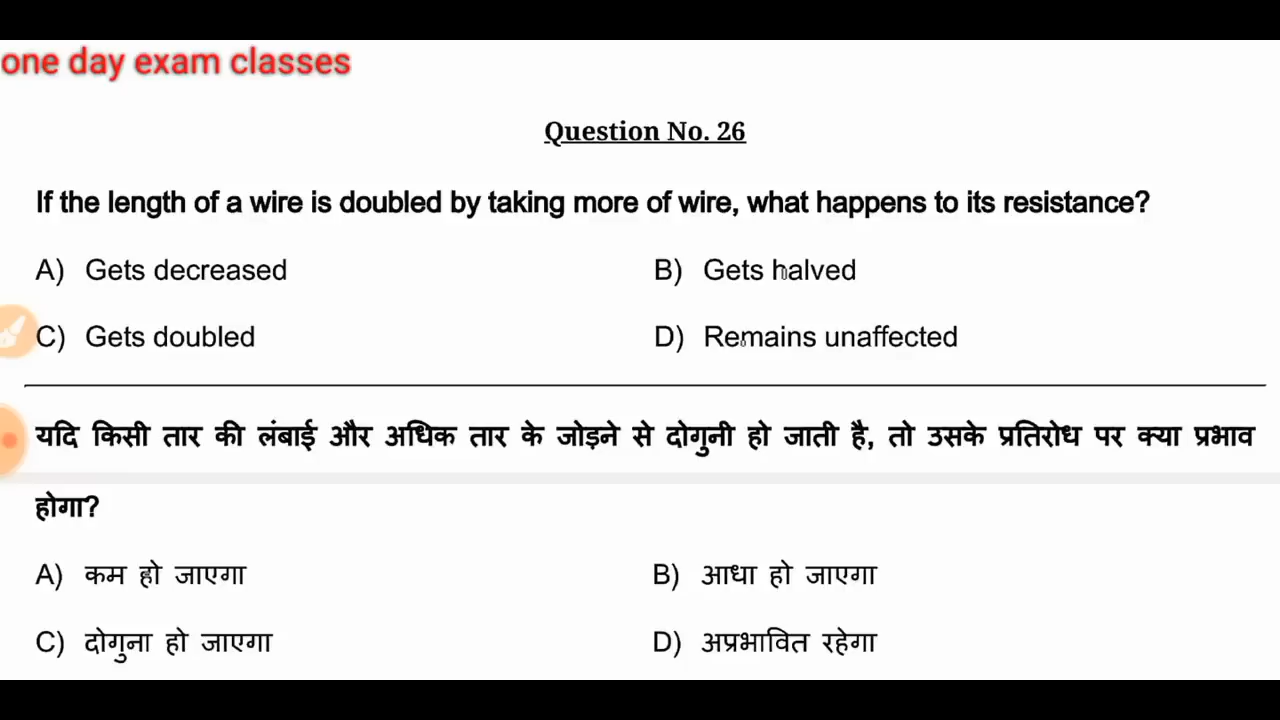 one day exam classes
Question No. 26
If the length of a wire is doubled by taking more of wire, what happens to its resistance?
A) Gets decreased B) Gets halved
C) Gets doubled D) Remains unaffected
यदि किसी तार की लंबाई और अधिक तार के जोड़ने से दोगुनी हो जाती है, तो उसके प्रतिरोध पर क्या प्रभाव
होगा?
A) कम हो जाएगा B) आधा हो जाएगा
C) दोगुना हो जाएगा D) अप्रभावित रहेगा